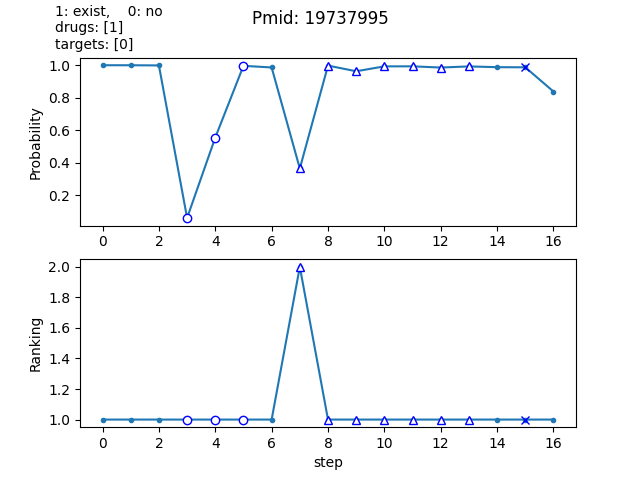 1: exist,    0: no
drugs: [1]
targets: [0]
Pmid: 19737995
Probability
1.0
0.8
0.6
0.4
0.2
0 2 4 6 8 10 12 14 16
Ranking
2.0
1.8
1.6
1.4
1.2
1.0
0 2 4 6 8 10 12 14 16
step